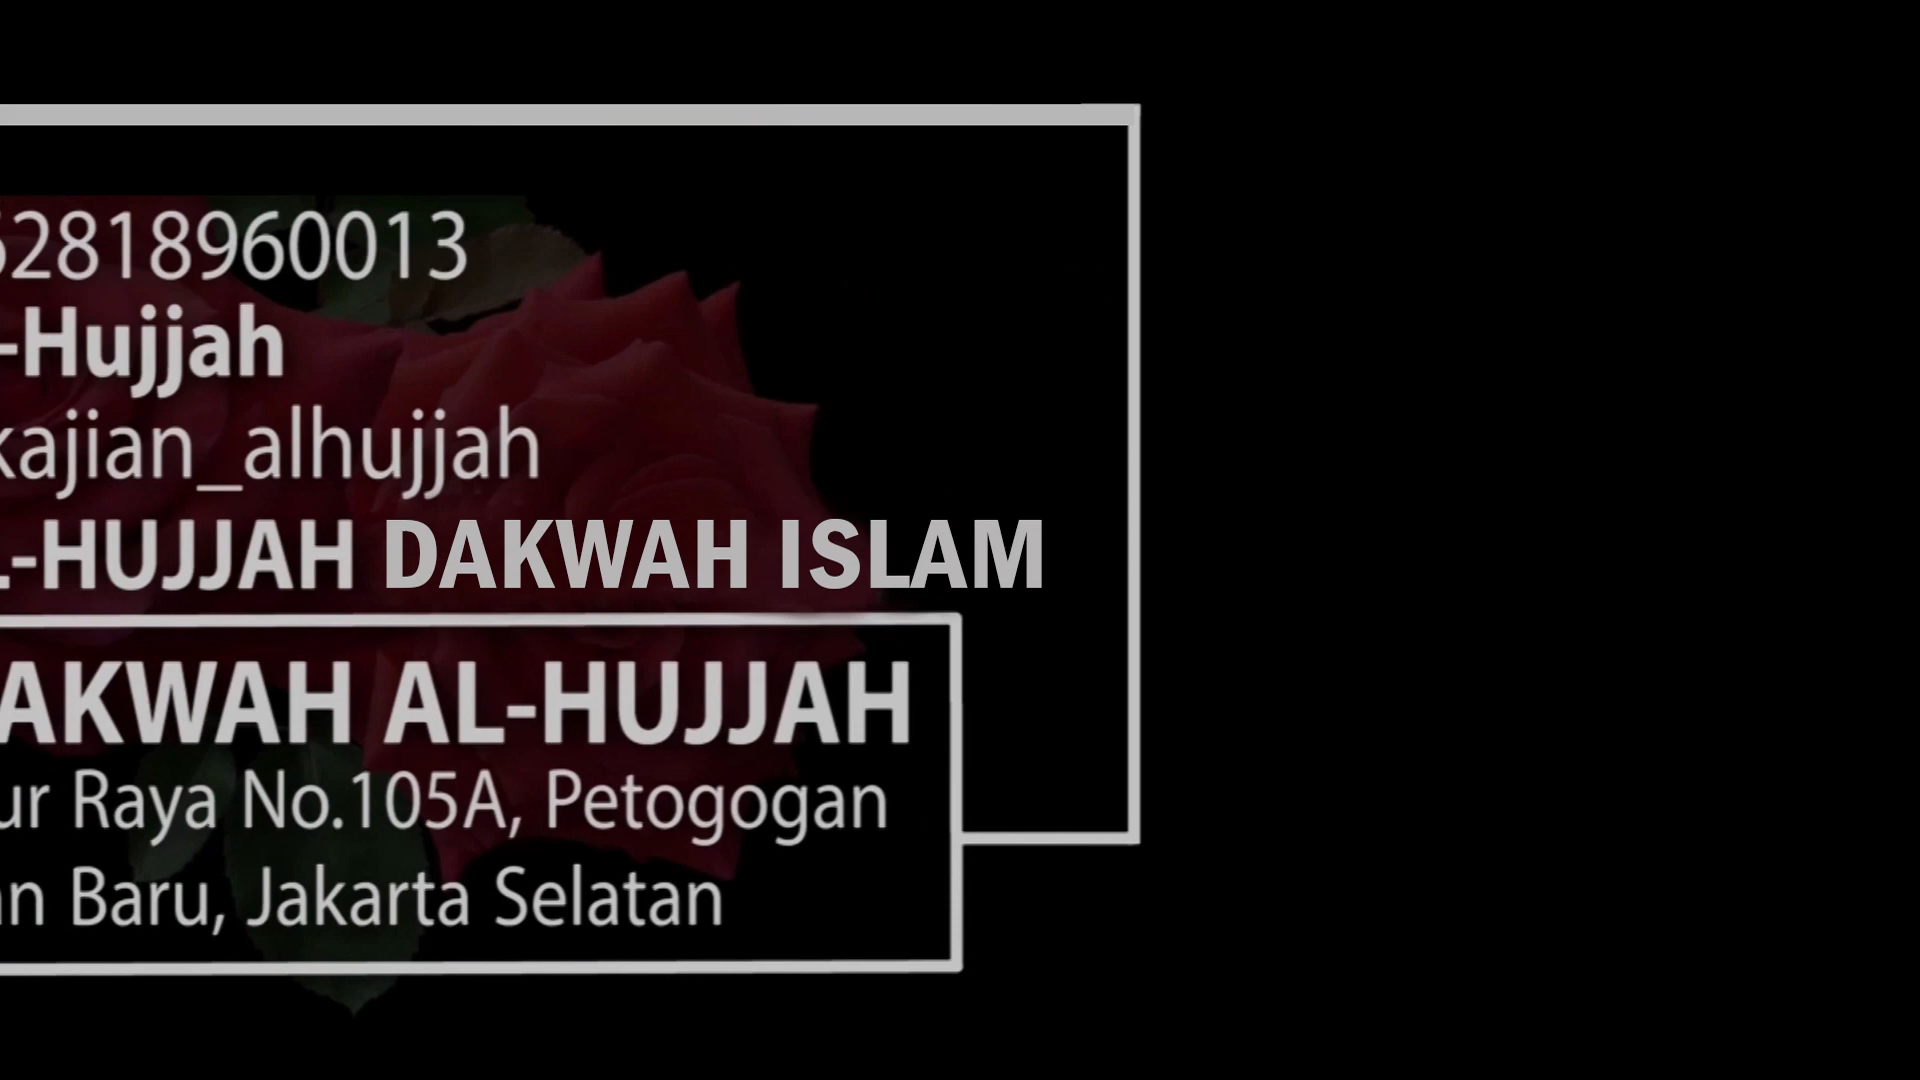 62818960013
-Hujjah
kajian_alhujjah
L-HUJJAH DAKWAH ISLAM
AKWAH AL-HUJJAH
ur Raya No.105A, Petogogan
an Baru, Jakarta Selatan